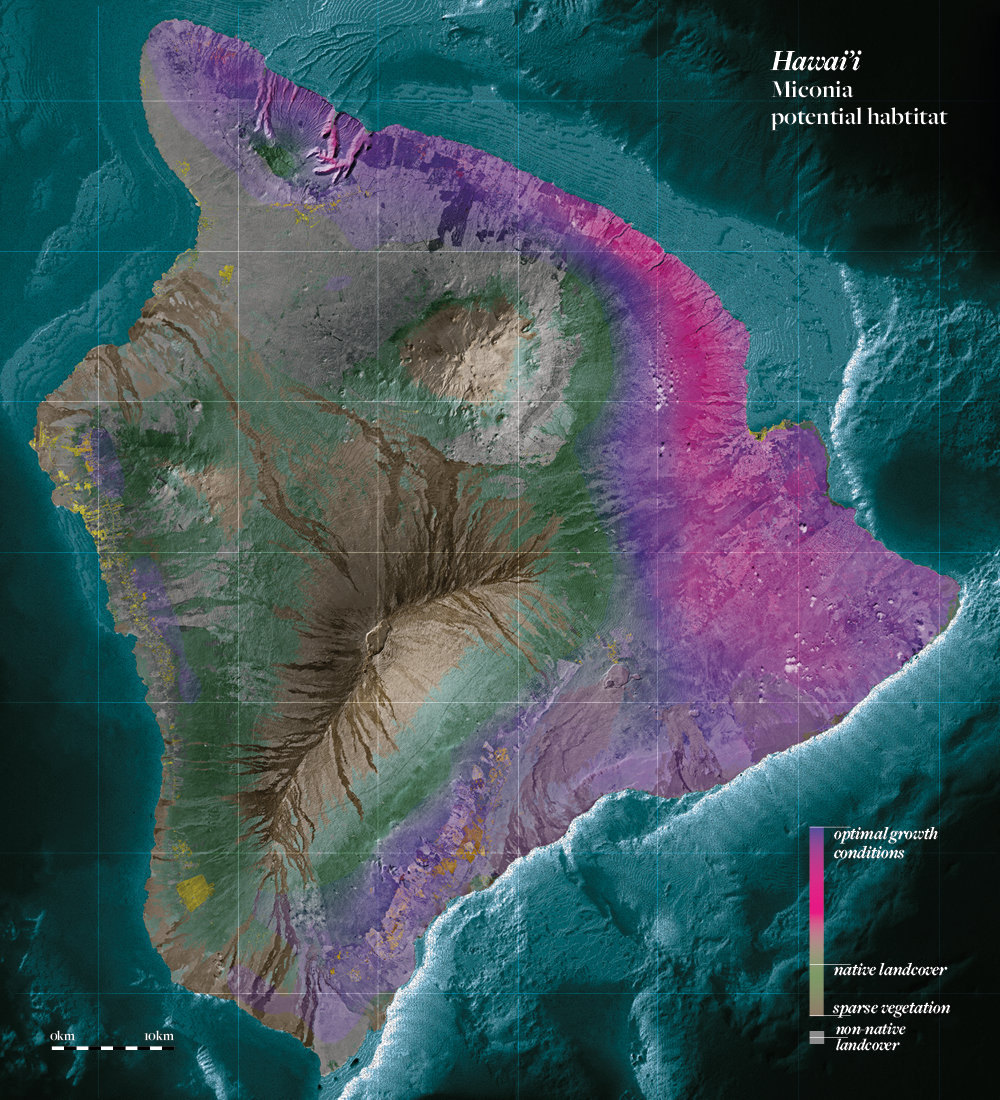 Hawai'i
Miconia
potential habtitat
optimal growth
conditions
native landcover
sparse vegetation
non-native
landcover
0km 10km